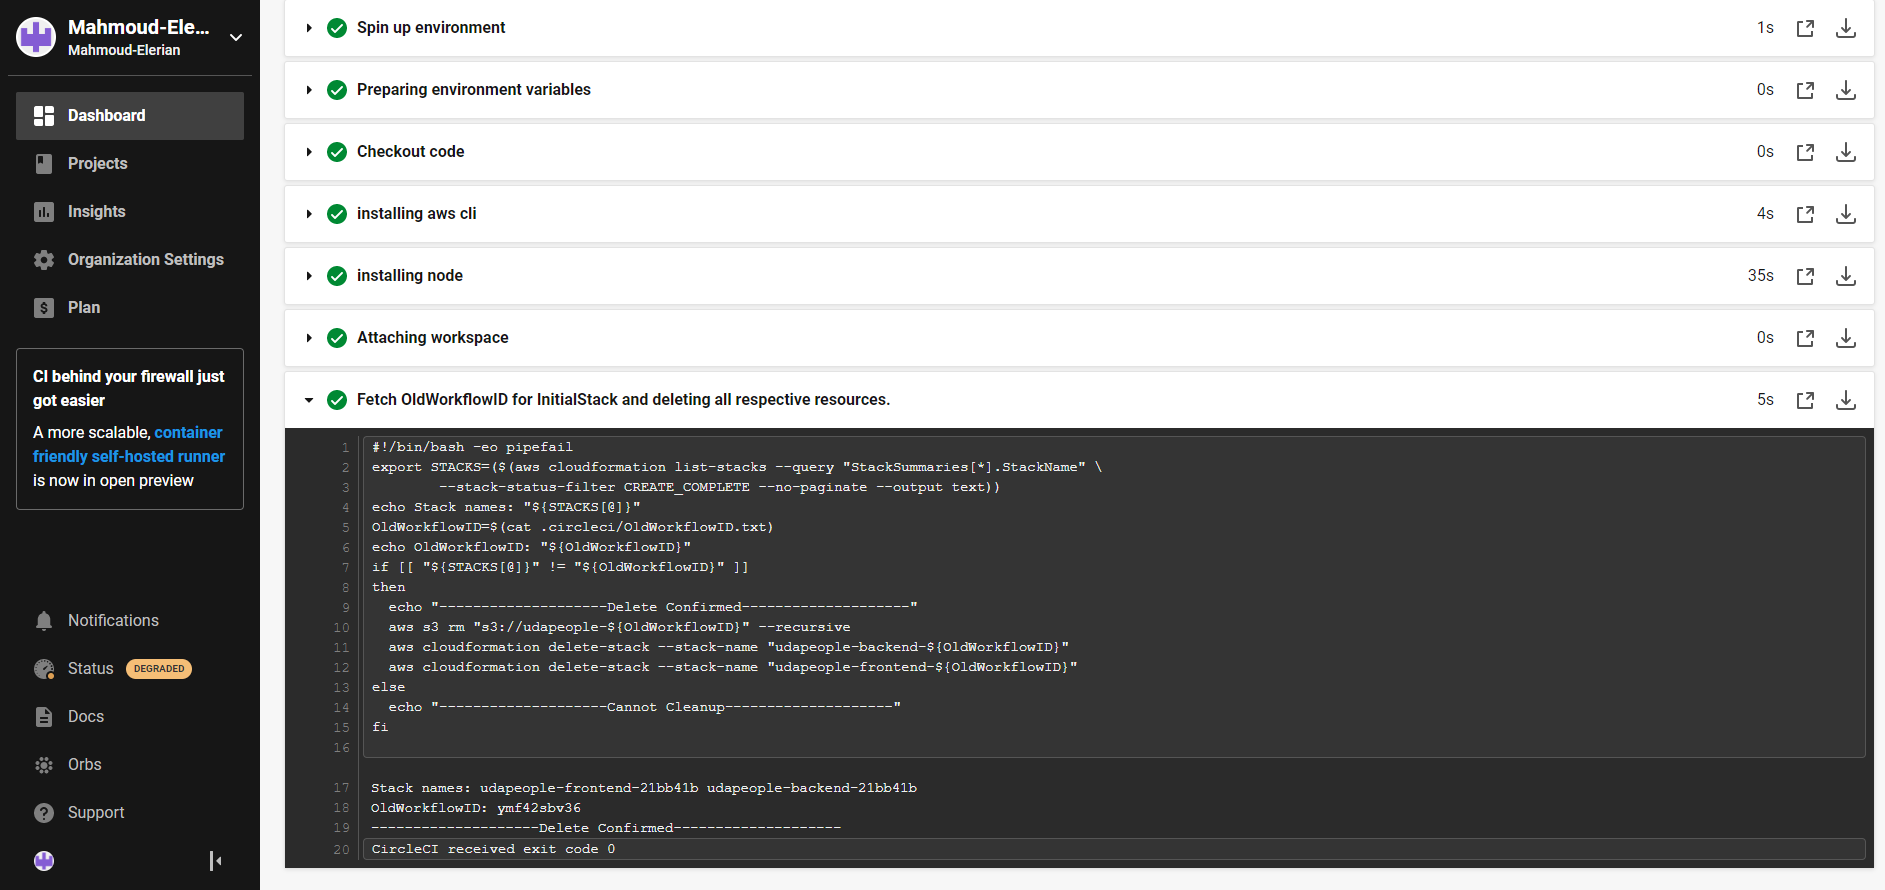 Mahmoud-Ele...
Mahmoud-Elerian
Dashboard
Projects
Insights
Organization Settings
Plan
CI behind your firewall just
got easier
A more scalable, container
friendly self-hosted runner
is now in open preview
Notifications
Status DEGRADED
Docs
Orbs
Support
Spin up environment 1s
Preparing environment variables 0s
Checkout code 0s
installing aws cli 4s
installing node 35s
Attaching workspace 0s
Fetch OldWorkflowID for InitialStack and deleting all respective resources. 5s
1 #!/bin/bash -eo pipefail
2 export STACKS=($(aws cloudformation list-stacks --query "StackSummaries[*].StackName" \
3         --stack-status-filter CREATE_COMPLETE --no-paginate --output text))
4 echo Stack names: "${STACKS[@]}"
5 OldWorkflowID=$(cat .circleci/OldWorkflowID.txt)
6 echo OldWorkflowID: "${OldWorkflowID}"
7 if [[ "${STACKS[@]}" != "${OldWorkflowID}" ]]
8 then
9   echo "--------------------Delete Confirmed--------------------"
10   aws s3 rm "s3://udapeople-${OldWorkflowID}" --recursive
11   aws cloudformation delete-stack --stack-name "udapeople-backend-${OldWorkflowID}"
12   aws cloudformation delete-stack --stack-name "udapeople-frontend-${OldWorkflowID}"
13 else
14   echo "--------------------Cannot Cleanup--------------------"
15 fi
16
17 Stack names: udapeople-frontend-21bb41b udapeople-backend-21bb41b
18 OldWorkflowID: ymf42sbv36
19 --------------------Delete Confirmed--------------------
20 CircleCI received exit code 0